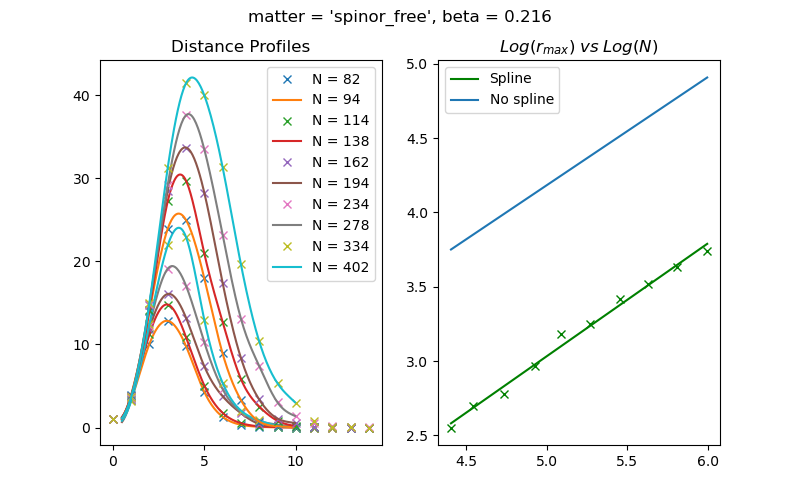 matter = 'spinor_free', beta = 0.216
Distance Profiles
Log(r_max) vs Log(N)
40
30
20
10
0
0
5
10
N = 82
N = 94
N = 114
N = 138
N = 162
N = 194
N = 234
N = 278
N = 334
N = 402
5.0
4.5
4.0
3.5
3.0
2.5
4.5
5.0
5.5
6.0
Spline
No spline